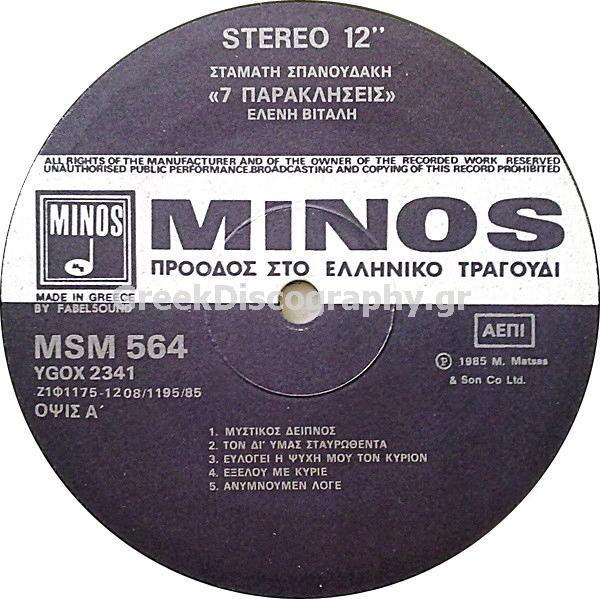 STEREO 12"
ΣΤΑΜΑΤΗ ΣΠΑΝΟΥΔΑΚΗ
«7 ΠΑΡΑΚΛΗΣΕΙΣ»
ΕΛΕΝΗ ΒΙΤΑΛΗ
ALL RIGHTS OF THE MANUFACTURER AND OF THE OWNER OF THE RECORDED WORK RESERVED
UNAUTHORISED PUBLIC PERFORMANCE.BROADCASTING AND COPYING OF THIS RECORD PROHIBITED
MINOS
MINOS
ΠΡΟΟΔΟΣ ΣΤΟ ΕΛΛΗΝΙΚΟ ΤΡΑΓΟΥΔΙ
MADE IN GREECE
BY FABELSOUND
GreekDiscography.gr
MSM 564
YGOX 2341
Ζ1Φ1175-1208/1195/85
ΟΨΙΣ Α΄
ΑΕΠΙ
Ⓟ 1985 M. Matsas
& Son Co Ltd.
1. ΜΥΣΤΙΚΟΣ ΔΕΙΠΝΟΣ
2. ΤΟΝ ΔΙ' ΥΜΑΣ ΣΤΑΥΡΩΘΕΝΤΑ
3. ΕΥΛΟΓΕΙ Η ΨΥΧΗ ΜΟΥ ΤΟΝ ΚΥΡΙΟΝ
4. ΕΞΕΛΟΥ ΜΕ ΚΥΡΙΕ
5. ΑΝΥΜΝΟΥΜΕΝ ΛΟΓΕ